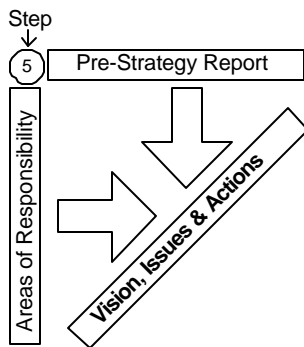 Step
5
Pre-Strategy Report
Areas of Responsibility
Vision, Issues & Actions